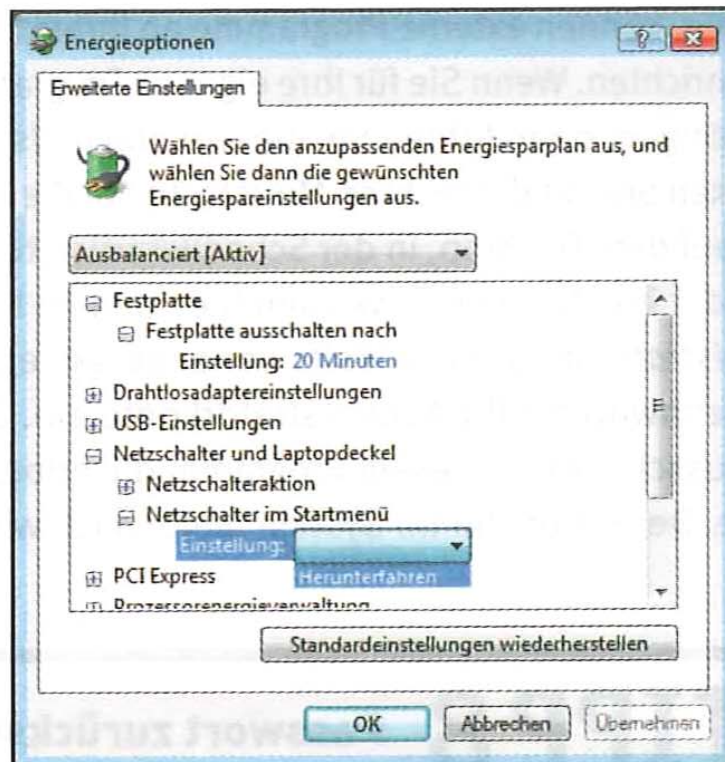 Energieoptionen
Erweiterte Einstellungen
Wählen Sie den anzupassenden Energiesparplan aus, und
wählen Sie dann die gewünschten
Energiespareinstellungen aus.
Ausbalanciert [Aktiv]
Festplatte
Festplatte ausschalten nach
Einstellung: 20 Minuten
Drahtlosadaptereinstellungen
USB-Einstellungen
Netzschalter und Laptopdeckel
Netzschalteraktion
Netzschalter im Startmenü
Einstellung:
PCI Express
Herunterfahren
Prozessorenergieverwaltung
Standardeinstellungen wiederherstellen
OK
Abbrechen
Übernehmen